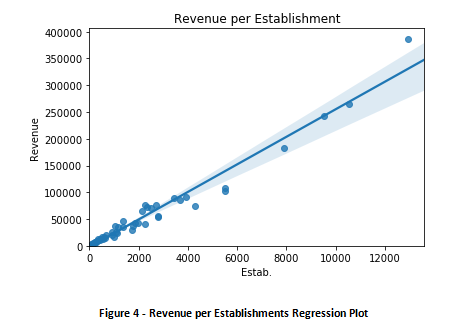 Revenue per Establishment
400000
350000
300000
250000
200000
150000
100000
50000
0
Revenue
0 2000 4000 6000 8000 10000 12000
Estab.
Figure 4 - Revenue per Establishments Regression Plot